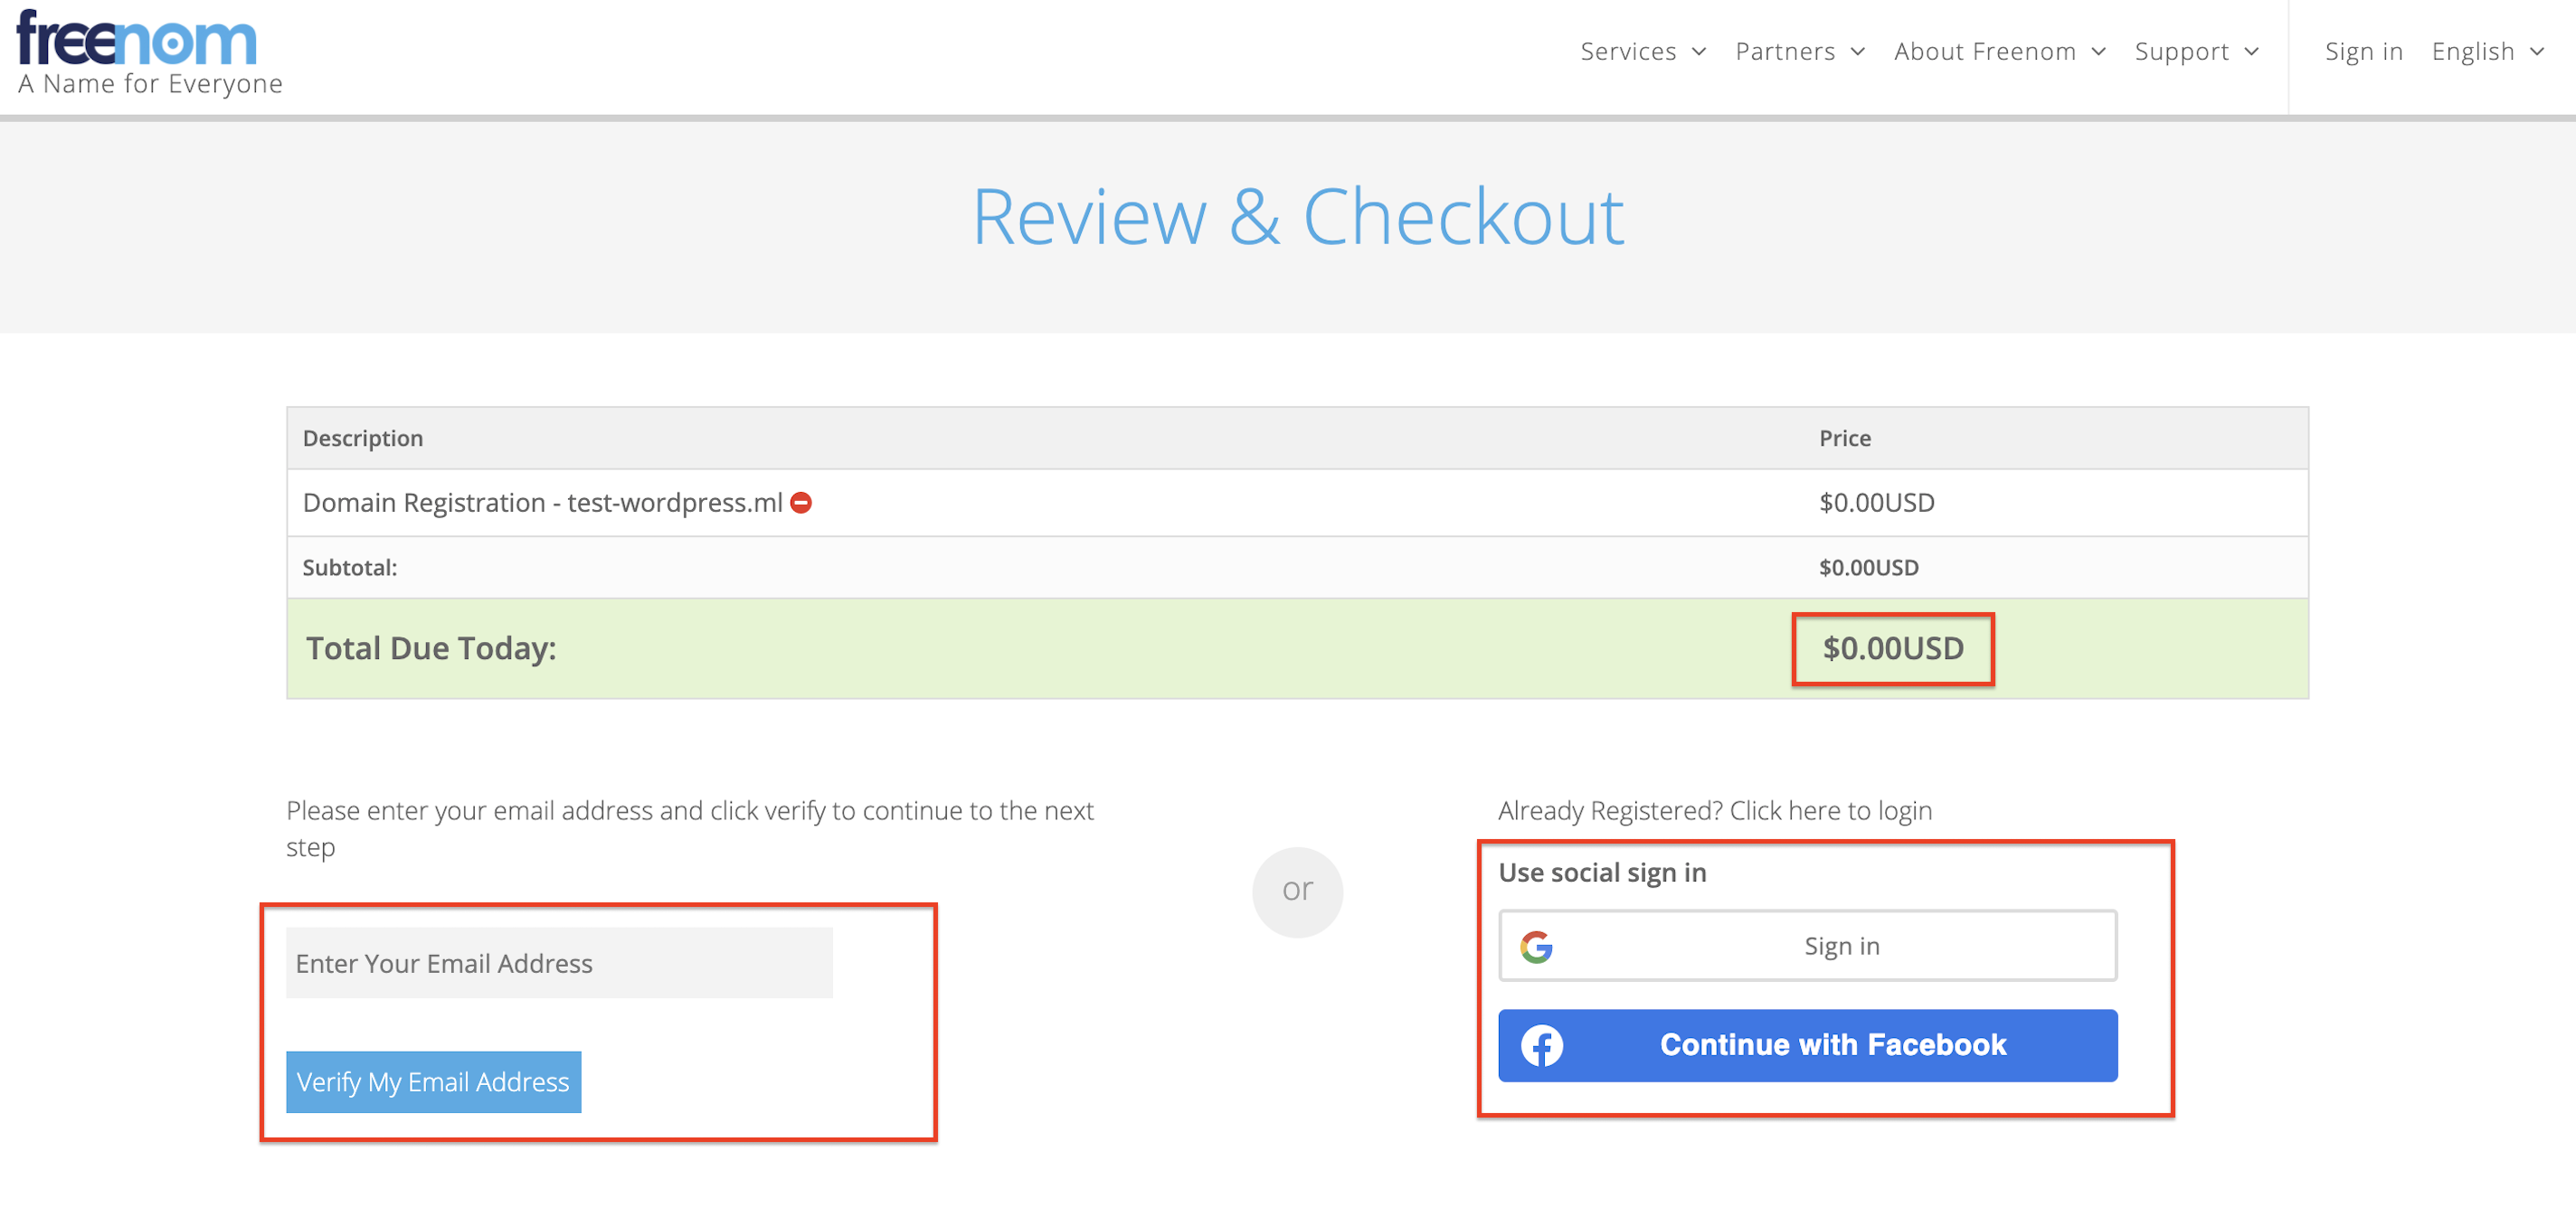 freenom
A Name for Everyone
Services Partners About Freenom Support Sign in English
Review & Checkout
Description Price
Domain Registration - test-wordpress.ml $0.00USD
Subtotal: $0.00USD
Total Due Today: $0.00USD
Please enter your email address and click verify to continue to the next
step
Enter Your Email Address
Verify My Email Address
or
Already Registered? Click here to login
Use social sign in
Sign in
Continue with Facebook